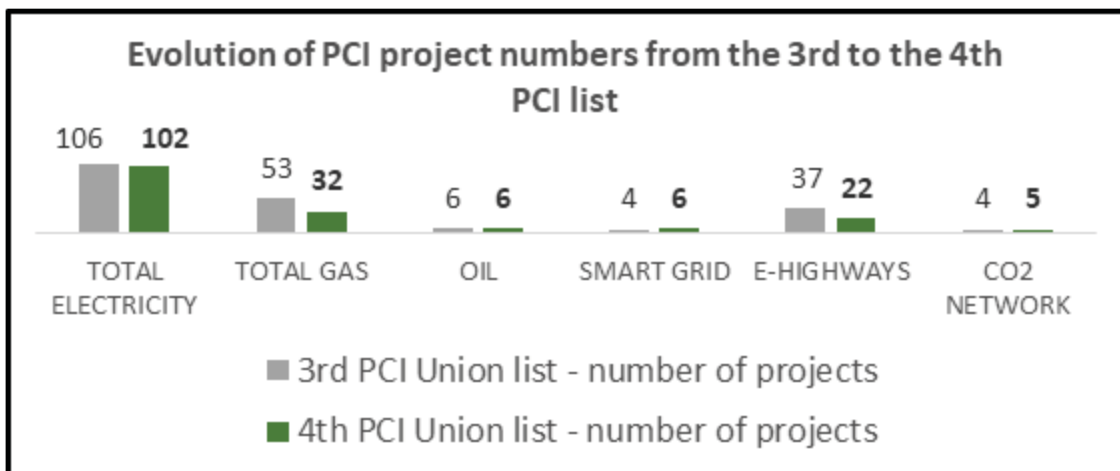 Evolution of PCI project numbers from the 3rd to the 4th
PCI list
106 102
53 32
6 6
4 6
37 22
4 5
TOTAL
ELECTRICITY
TOTAL GAS
OIL
SMART GRID
E-HIGHWAYS
CO2
NETWORK
3rd PCI Union list - number of projects
4th PCI Union list - number of projects